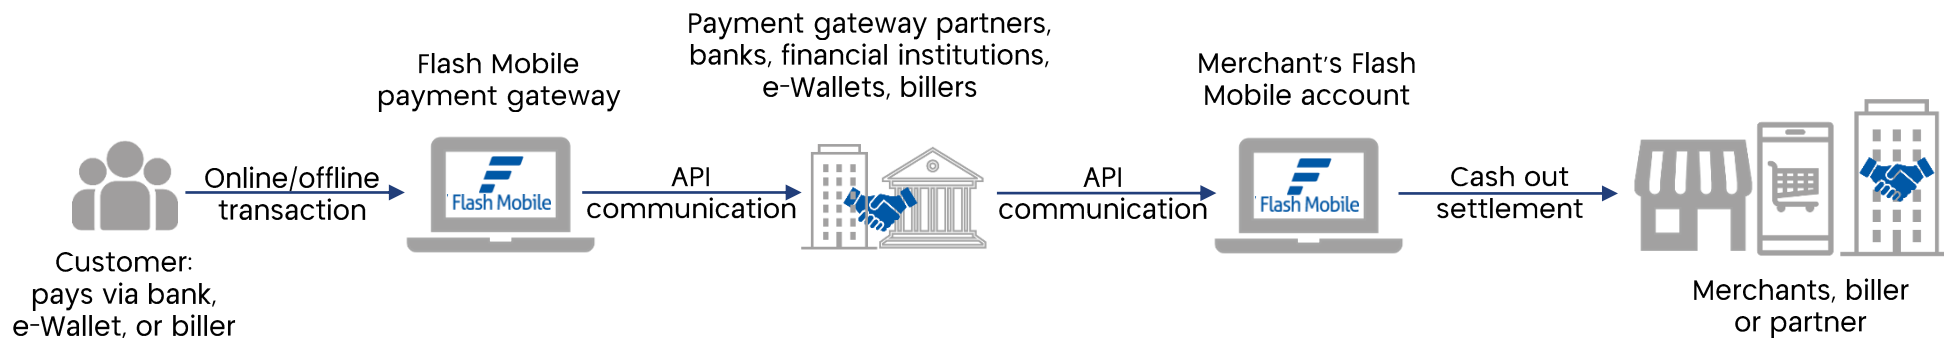 Customer:
pays via bank,
e-Wallet, or biller
Online/offline
transaction
Flash Mobile
payment gateway
Flash Mobile
API
communication
Payment gateway partners,
banks, financial institutions,
e-Wallets, billers
API
communication
Merchant's Flash
Mobile account
Flash Mobile
Cash out
settlement
Merchants, biller
or partner